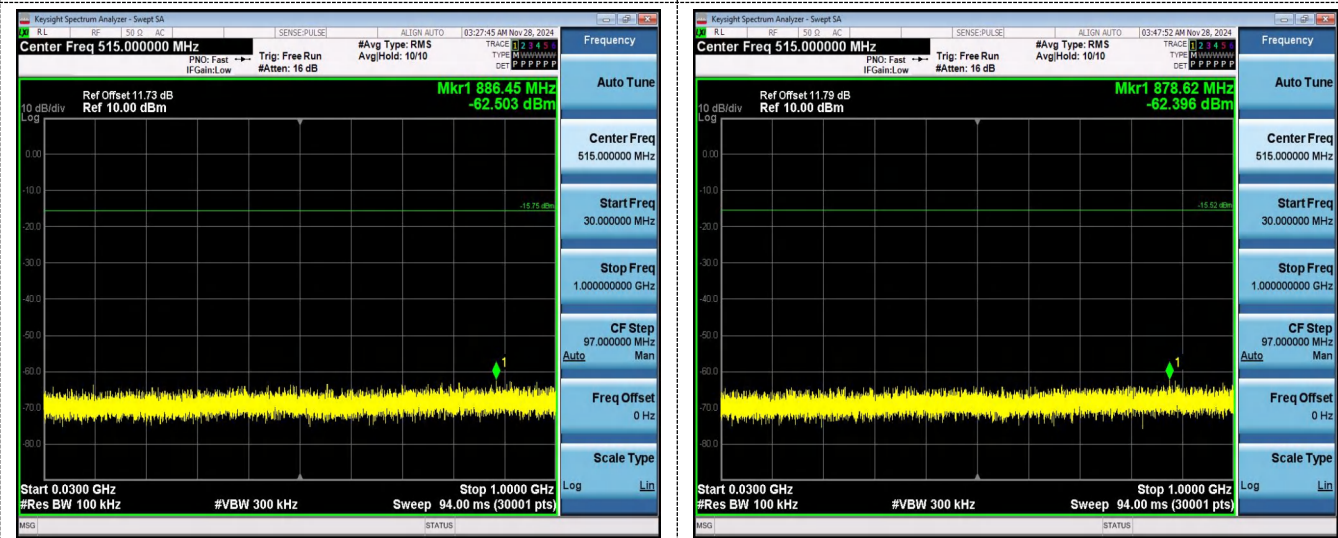 Keysight Spectrum Analyzer - Swept SA
RL RF 50 Ω AC SENSE:PULSE ALIGN AUTO 03:27:45 AM Nov 28, 2024
Center Freq 515.000000 MHz
PNO: Fast
IFGain:Low
Trig: Free Run
#Atten: 16 dB
#Avg Type: RMS
Avg|Hold: 10/10
TRACE 1 2 3 4 5 6
TYPE M WWWWW
DET P P P P P P
Mkr1 886.45 MHz
-62.503 dBm
Ref Offset 11.73 dB
10 dB/div Ref 10.00 dBm
Log
0.00
-10.0
-15.75 dBm
-20.0
-30.0
-40.0
-50.0
1
-60.0
-70.0
-80.0
Start 0.0300 GHz Stop 1.0000 GHz
#Res BW 100 kHz #VBW 300 kHz Sweep 94.00 ms (30001 pts)
MSG STATUS
Frequency
Auto Tune
Center Freq
515.000000 MHz
Start Freq
30.000000 MHz
Stop Freq
1.000000000 GHz
CF Step
97.000000 MHz
Auto Man
Freq Offset
0 Hz
Scale Type
Log Lin
Keysight Spectrum Analyzer - Swept SA
RL RF 50 Ω AC SENSE:PULSE ALIGN AUTO 03:47:52 AM Nov 28, 2024
Center Freq 515.000000 MHz
PNO: Fast
IFGain:Low
Trig: Free Run
#Atten: 16 dB
#Avg Type: RMS
Avg|Hold: 10/10
TRACE 1 2 3 4 5 6
TYPE M WWWWW
DET P P P P P P
Mkr1 878.62 MHz
-62.396 dBm
Ref Offset 11.79 dB
10 dB/div Ref 10.00 dBm
Log
0.00
-10.0
-15.52 dBm
-20.0
-30.0
-40.0
-50.0
1
-60.0
-70.0
-80.0
Start 0.0300 GHz Stop 1.0000 GHz
#Res BW 100 kHz #VBW 300 kHz Sweep 94.00 ms (30001 pts)
MSG STATUS
Frequency
Auto Tune
Center Freq
515.000000 MHz
Start Freq
30.000000 MHz
Stop Freq
1.000000000 GHz
CF Step
97.000000 MHz
Auto Man
Freq Offset
0 Hz
Scale Type
Log Lin